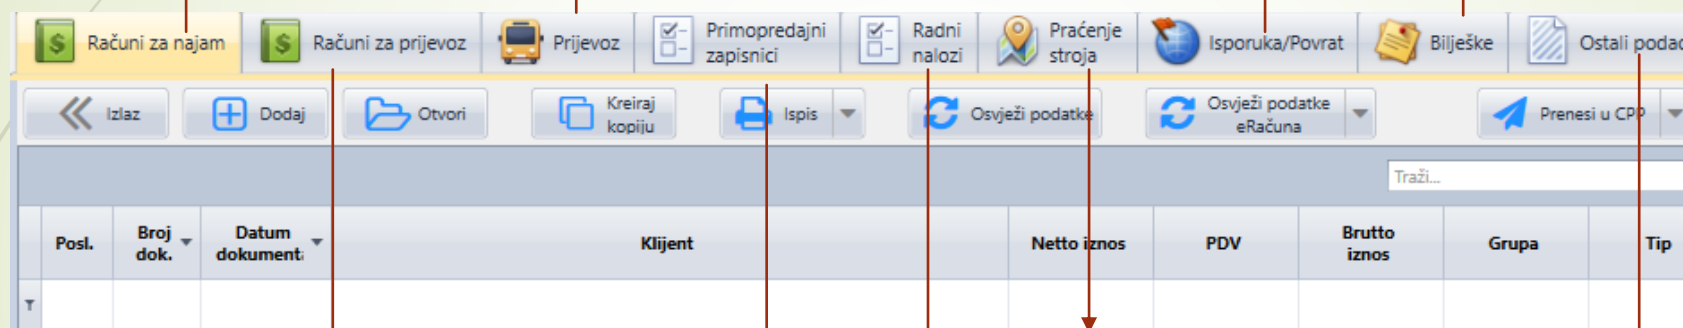 Računi za najam
Računi za prijevoz
Prijevoz
Primopredajni
zapisnici
Radni
nalozi
Praćenje
stroja
Isporuka/Povrat
Bilješke
Ostali podac
Izlaz
Dodaj
Otvori
Kreiraj
kopiju
Ispis
Osvježi podatke
Osvježi podatke
eRačuna
Prenesi u CPP
Traži...
Posl.
Broj
dok.
Datum
dokumenta
Klijent
Netto iznos
PDV
Brutto
iznos
Grupa
Tip